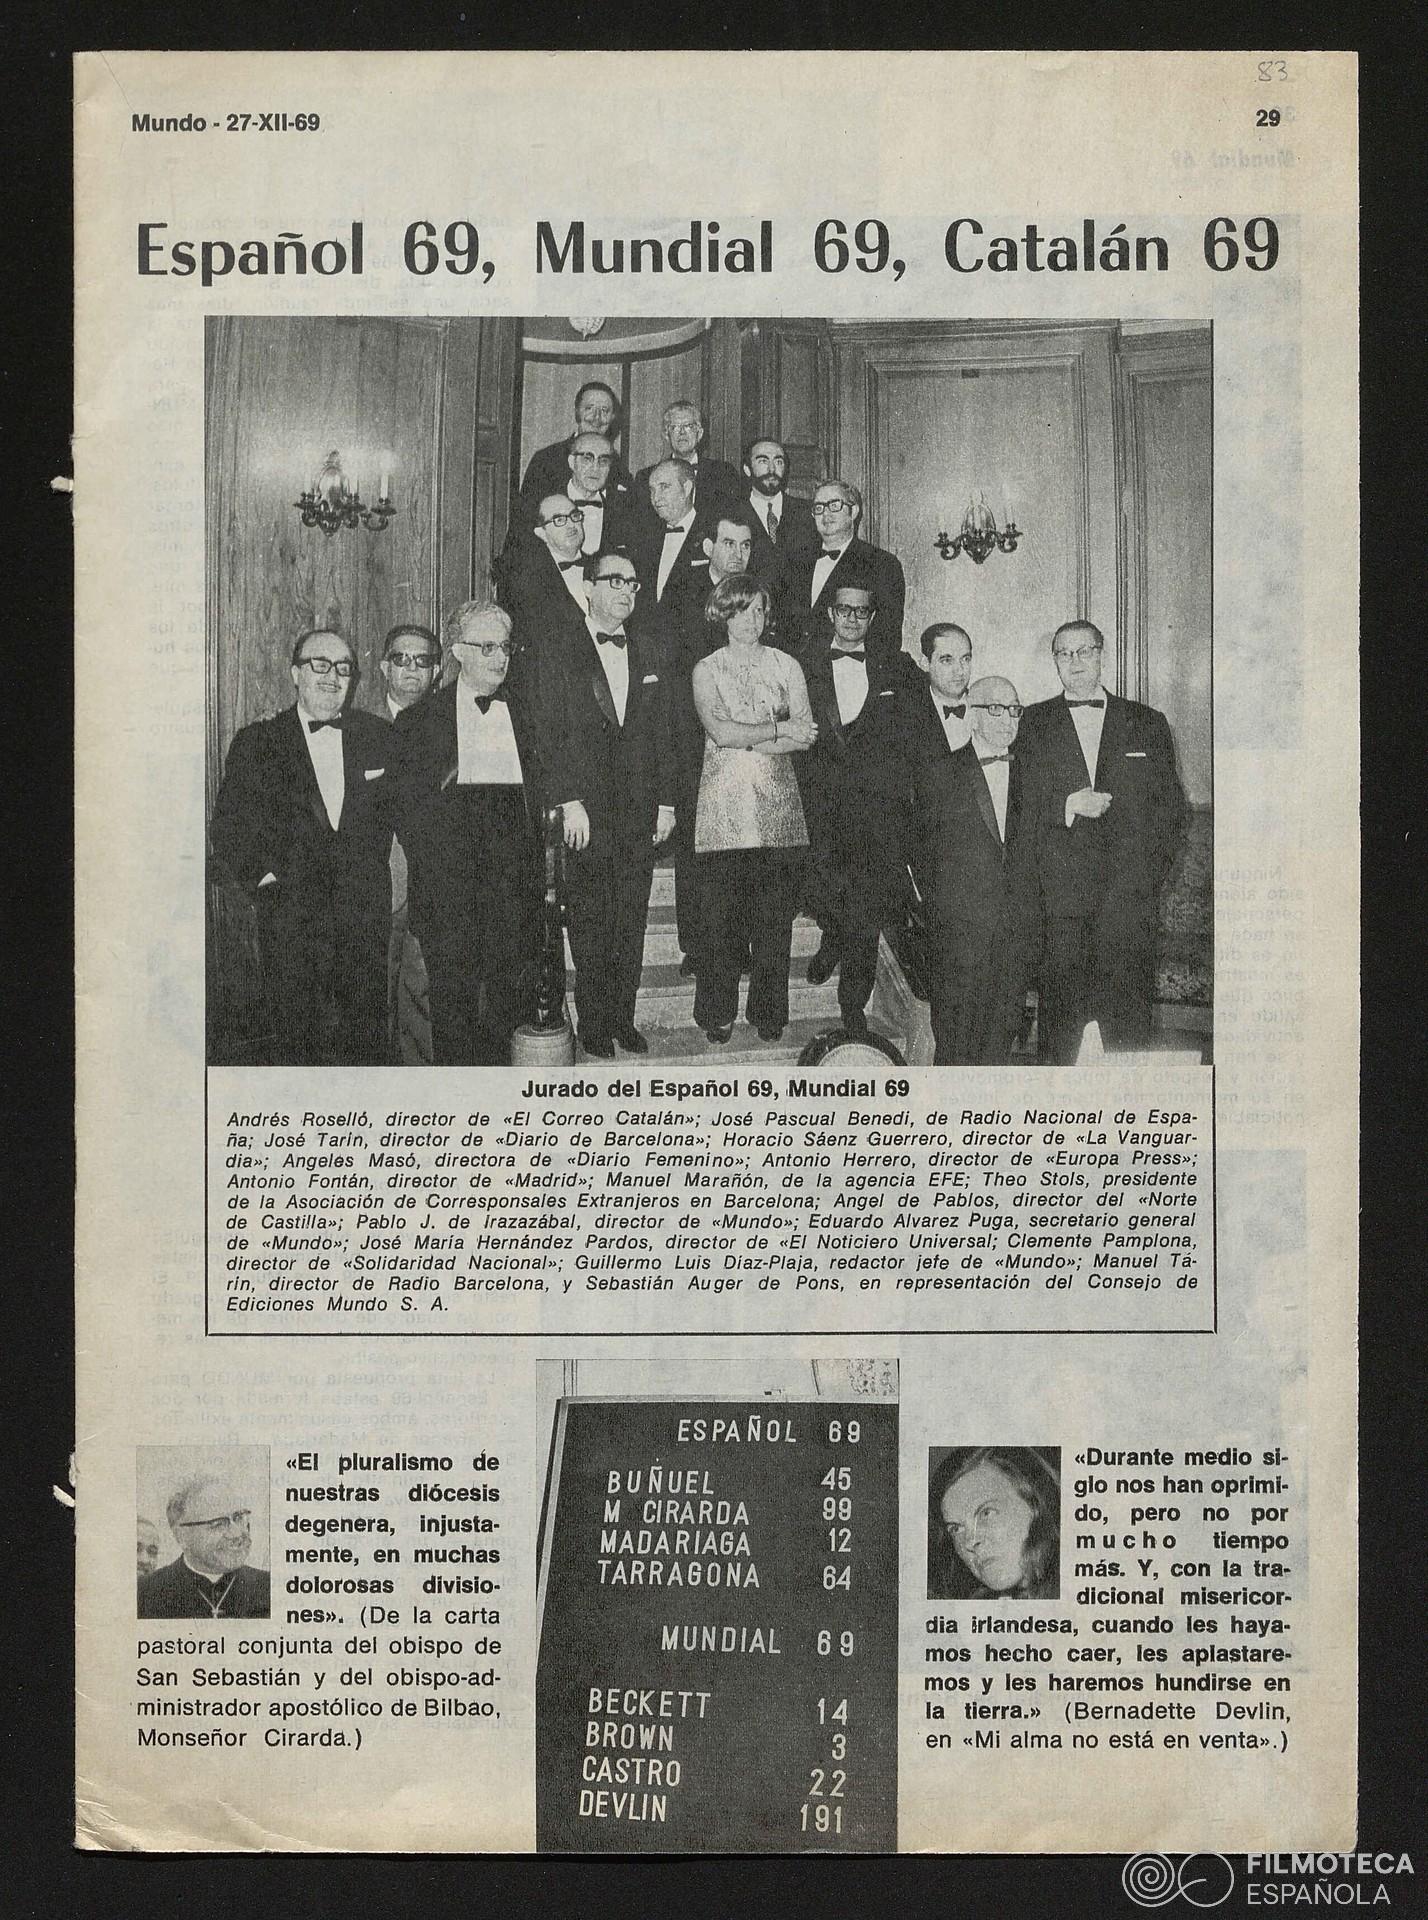 83
Mundo - 27-XII-69
29
Español 69, Mundial 69, Catalán 69
Jurado del Español 69, Mundial 69
Andrés Roselló, director de «El Correo Catalán»; José Pascual Benedi, de Radio Nacional de Espa-
ña; José Tarín, director de «Diario de Barcelona»; Horacio Sáenz Guerrero, director de «La Vanguar-
dia»; Angeles Masó, directora de «Diario Femenino»; Antonio Herrero, director de «Europa Press»;
Antonio Fontán, director de «Madrid»; Manuel Marañón, de la agencia EFE; Theo Stols, presidente
de la Asociación de Corresponsales Extranjeros en Barcelona; Angel de Pablos, director del «Norte
de Castilla»; Pablo J. de Irazazábal, director de «Mundo»; Eduardo Alvarez Puga, secretario general
de «Mundo»; José María Hernández Pardos, director de «El Noticiero Universal; Clemente Pamplona,
director de «Solidaridad Nacional»; Guillermo Luis Díaz-Plaja, redactor jefe de «Mundo»; Manuel Tá-
rin, director de Radio Barcelona, y Sebastián Auger de Pons, en representación del Consejo de
Ediciones Mundo S. A.
«El pluralismo de
nuestras diócesis
degenera, injusta-
mente, en muchas
dolorosas divisio-
nes». (De la carta
pastoral conjunta del obispo de
San Sebastián y del obispo-ad-
ministrador apostólico de Bilbao,
Monseñor Cirarda.)
ESPAÑOL 69
BUÑUEL 45
M CIRARDA 99
MADARIAGA 12
TARRAGONA 64
MUNDIAL 69
BECKETT 14
BROWN 3
CASTRO 22
DEVLIN 191
«Durante medio si-
glo nos han oprimi-
do, pero no por
mucho tiempo
más. Y, con la tra-
dicional misericor-
dia irlandesa, cuando les haya-
mos hecho caer, les aplastare-
mos y les haremos hundirse en
la tierra.» (Bernadette Devlin,
en «Mi alma no está en venta».)
FILMOTECA
ESPAÑOLA